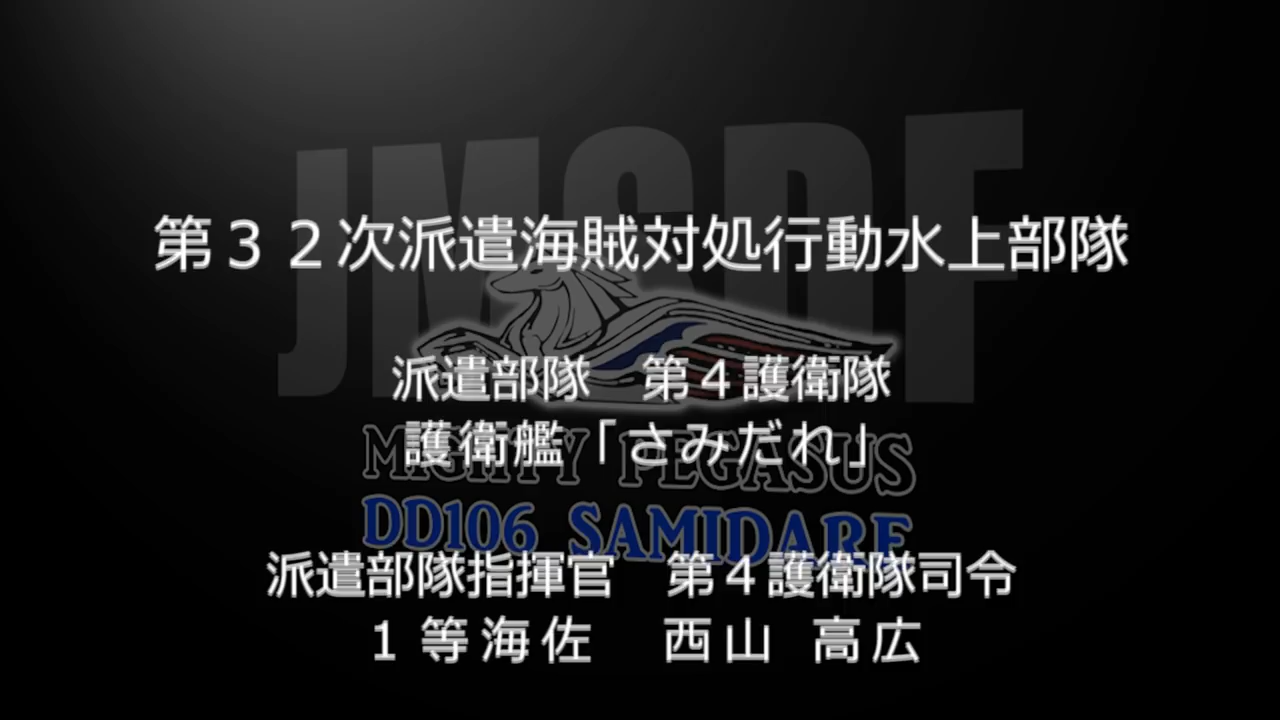 JMSDF
第３２次派遣海賊対処行動水上部隊
派遣部隊　第４護衛隊
護衛艦「さみだれ」
MIGHTY PEGASUS
DD106 SAMIDARE
派遣部隊指揮官　第４護衛隊司令
１等海佐　西山 高広